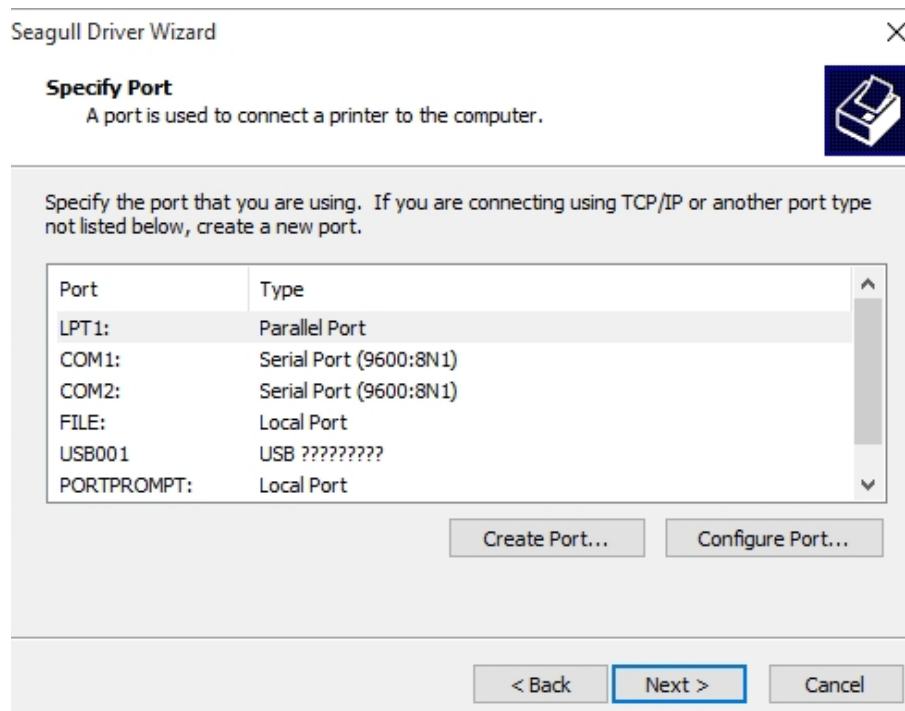 Seagull Driver Wizard
Specify Port
A port is used to connect a printer to the computer.
Specify the port that you are using.  If you are connecting using TCP/IP or another port type
not listed below, create a new port.
Port Type
LPT1: Parallel Port
COM1: Serial Port (9600:8N1)
COM2: Serial Port (9600:8N1)
FILE: Local Port
USB001 USB ?????????
PORTPROMPT: Local Port
Create Port... Configure Port...
< Back Next > Cancel